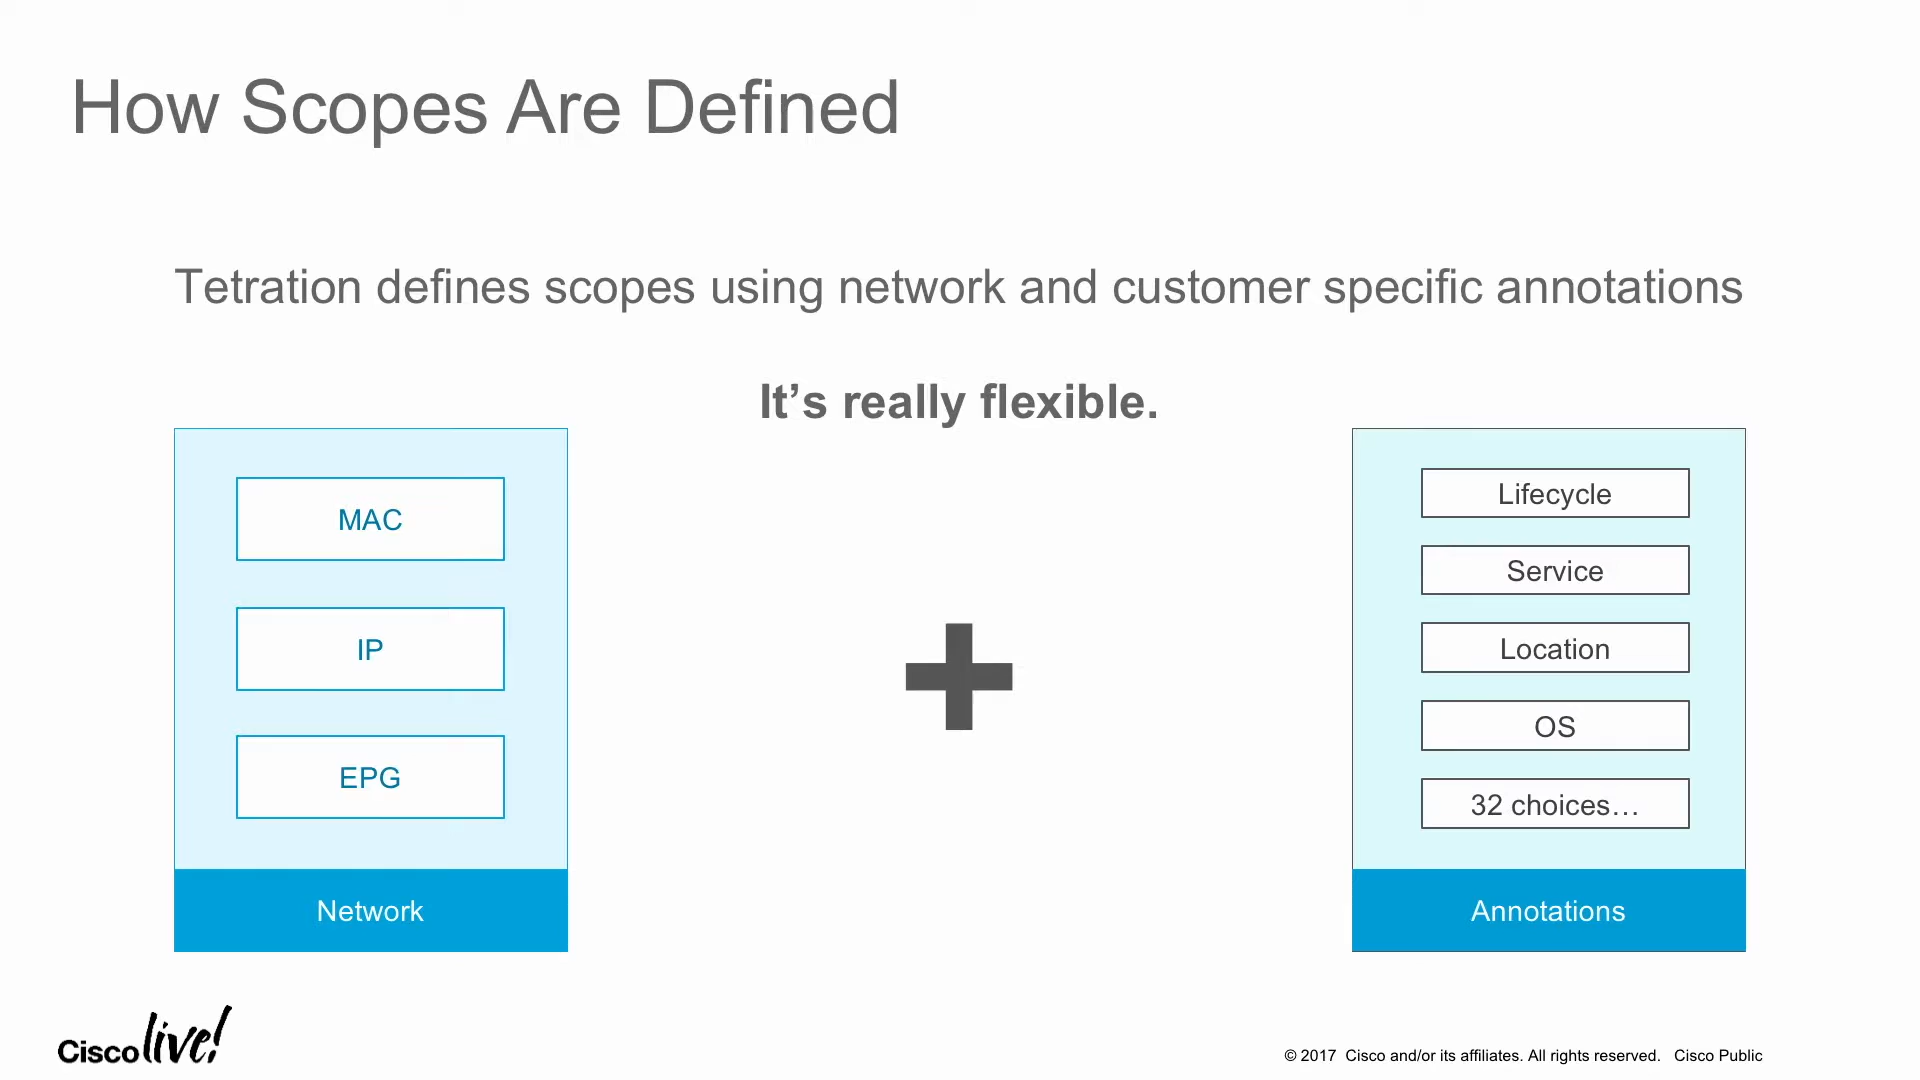 How Scopes Are Defined
Tetration defines scopes using network and customer specific annotations
It’s really flexible.
MAC
IP
EPG
Network
Lifecycle
Service
Location
OS
32 choices…
Annotations
Cisco live!
© 2017 Cisco and/or its affiliates. All rights reserved. Cisco Public